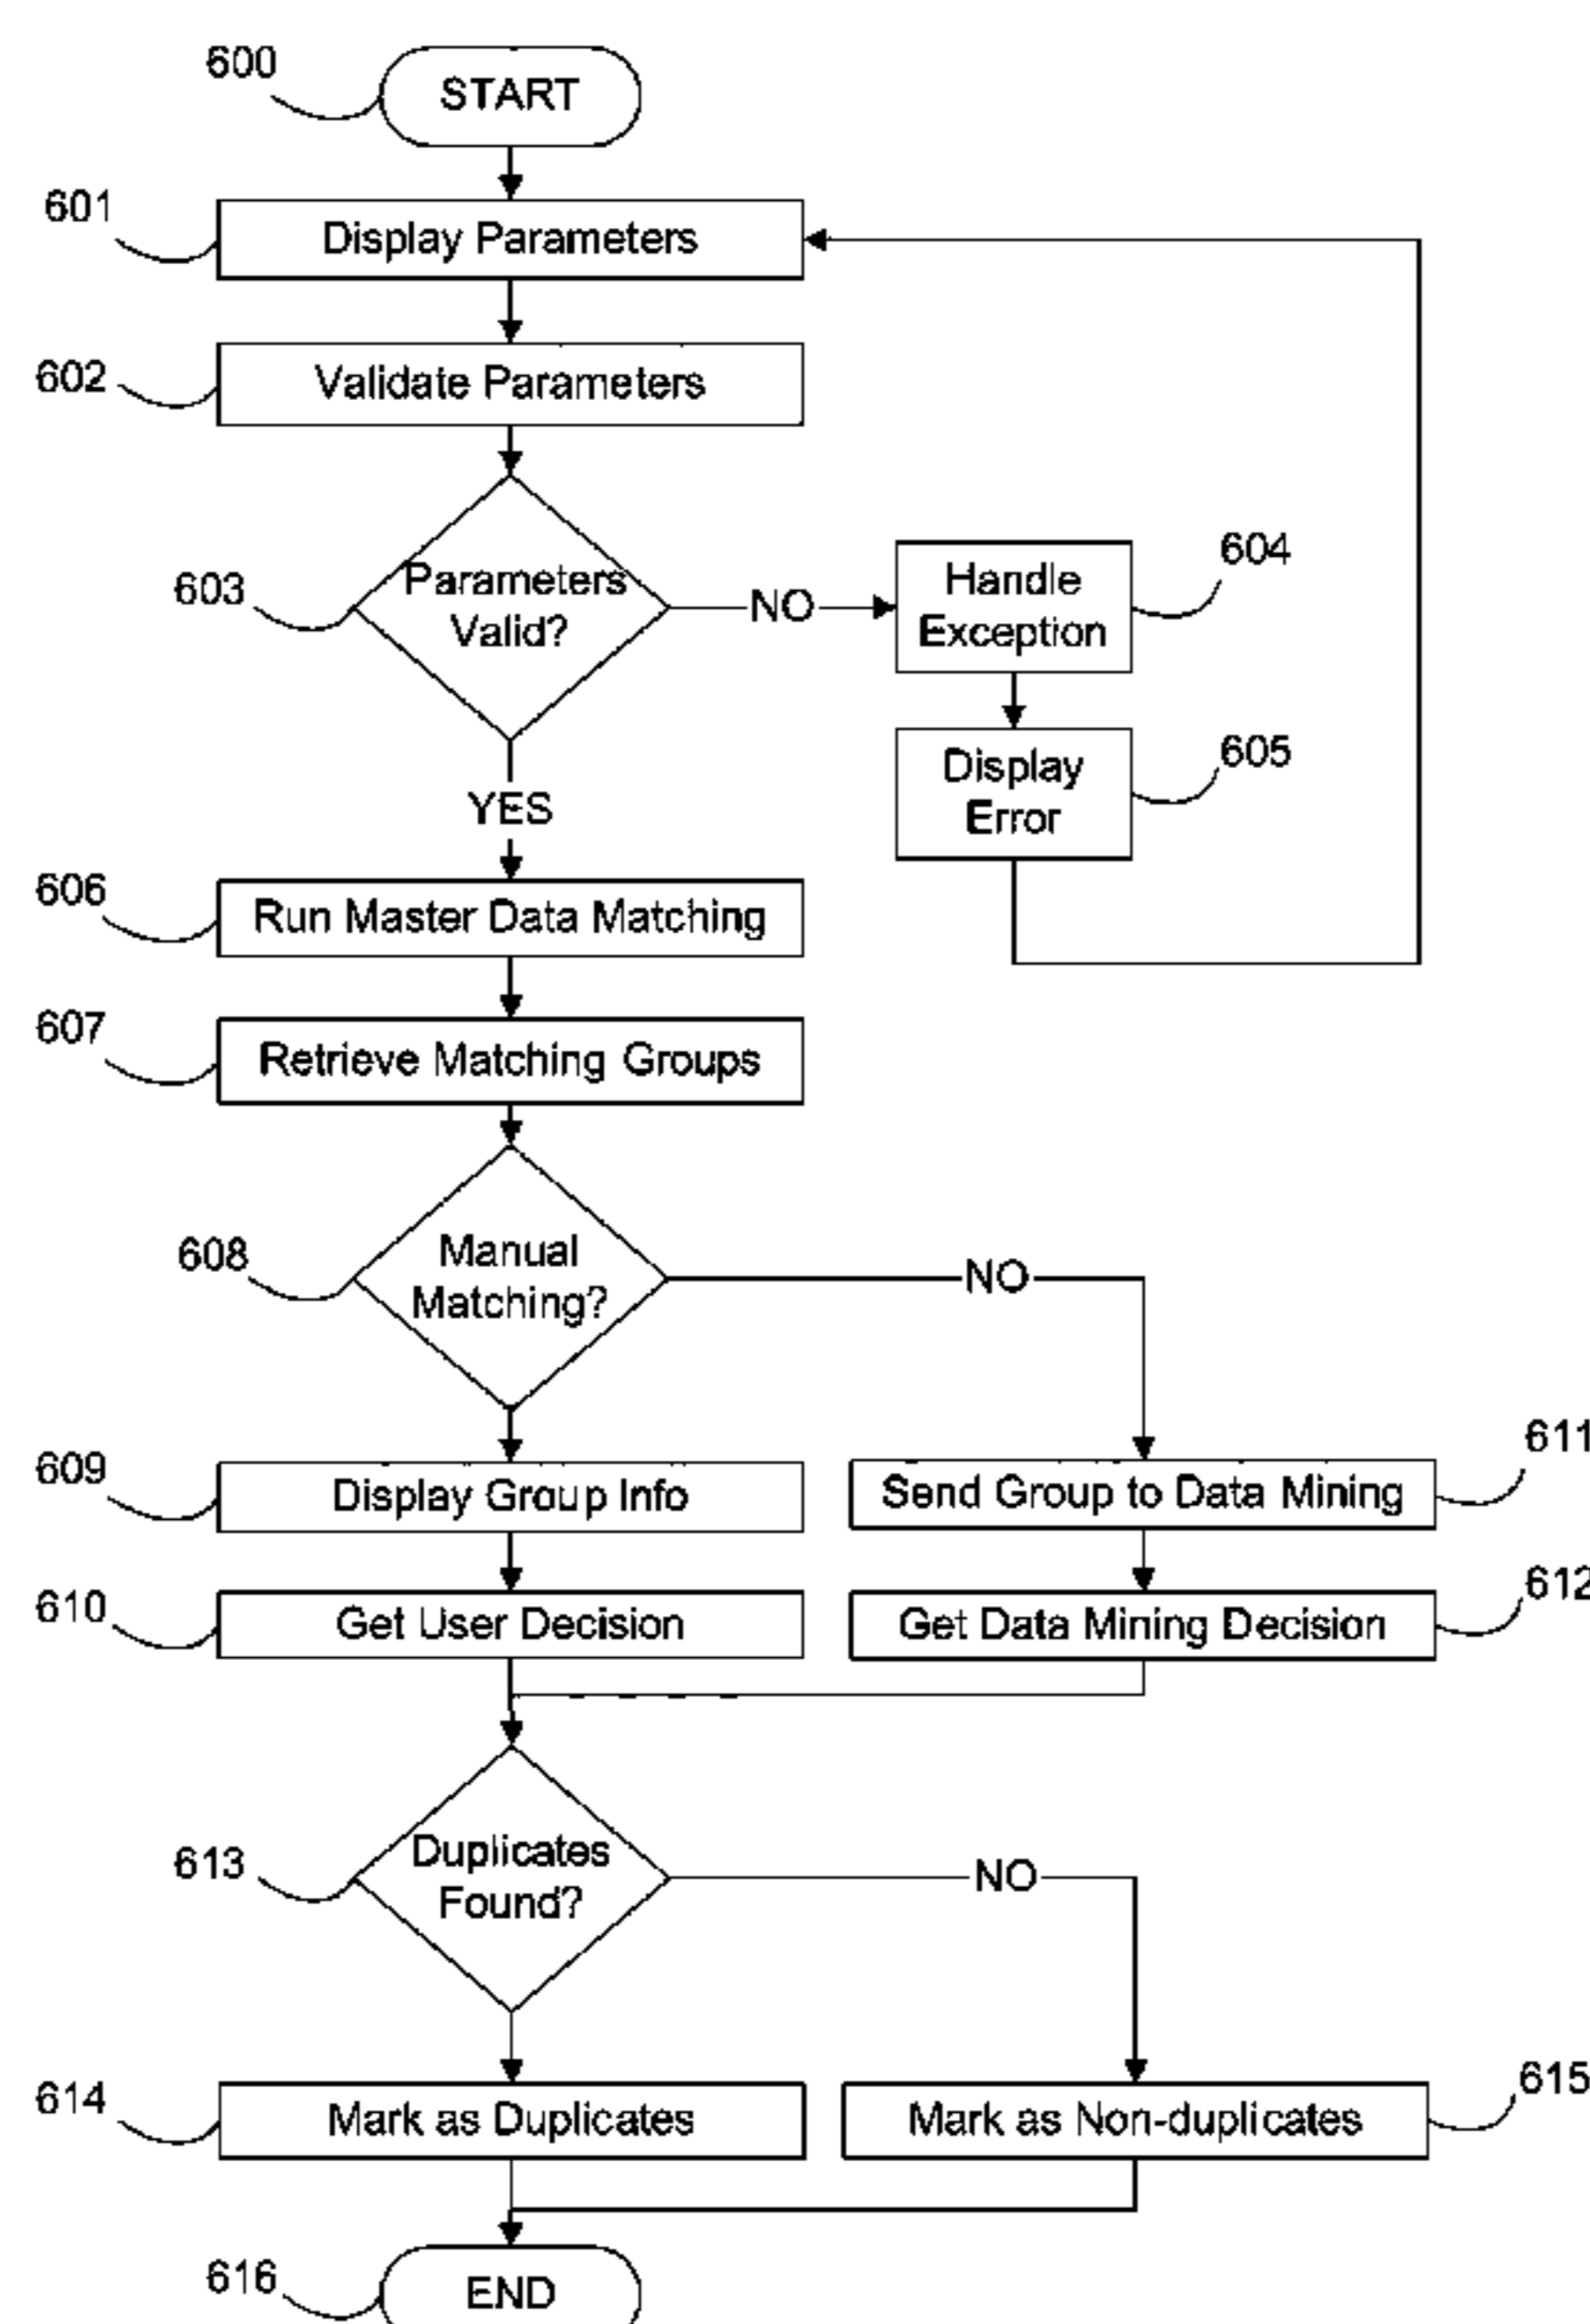 600
START
601
Display Parameters
602
Validate Parameters
603
Parameters
Valid?
NO
Handle
Exception
604
Display
Error
605
YES
606
Run Master Data Matching
607
Retrieve Matching Groups
608
Manual
Matching?
NO
609
Display Group Info
Send Group to Data Mining
611
610
Get User Decision
Get Data Mining Decision
612
613
Duplicates
Found?
NO
614
Mark as Duplicates
Mark as Non-duplicates
615
616
END